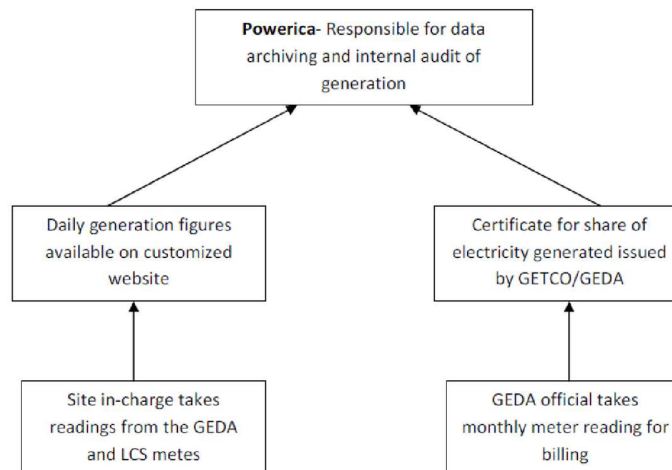 Powerica- Responsible for data
archiving and internal audit of
generation
Daily generation figures
available on customized
website
Certificate for share of
electricity generated issued
by GETCO/GEDA
Site in-charge takes
readings from the GEDA
and LCS metes
GEDA official takes
monthly meter reading for
billing